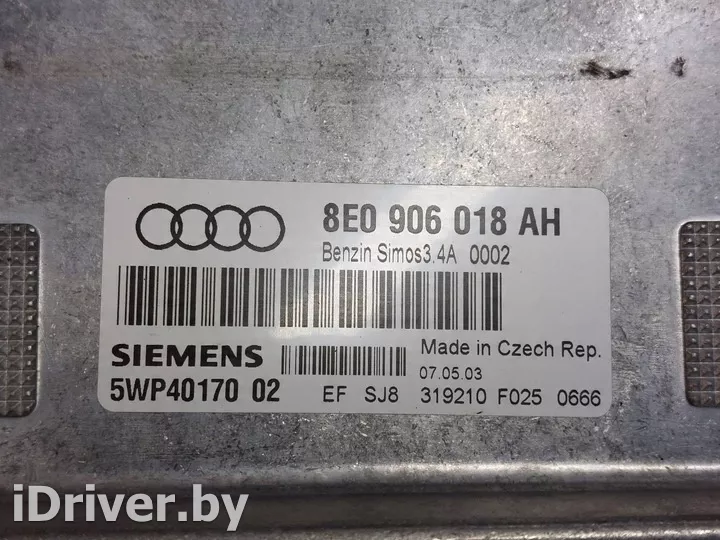 8E0 906 018 AH
Benzin Simos3.4A 0002
SIEMENS
Made in Czech Rep.
07.05.03
5WP40170 02
EF SJ8 319210 F025 0666
iDriver.by